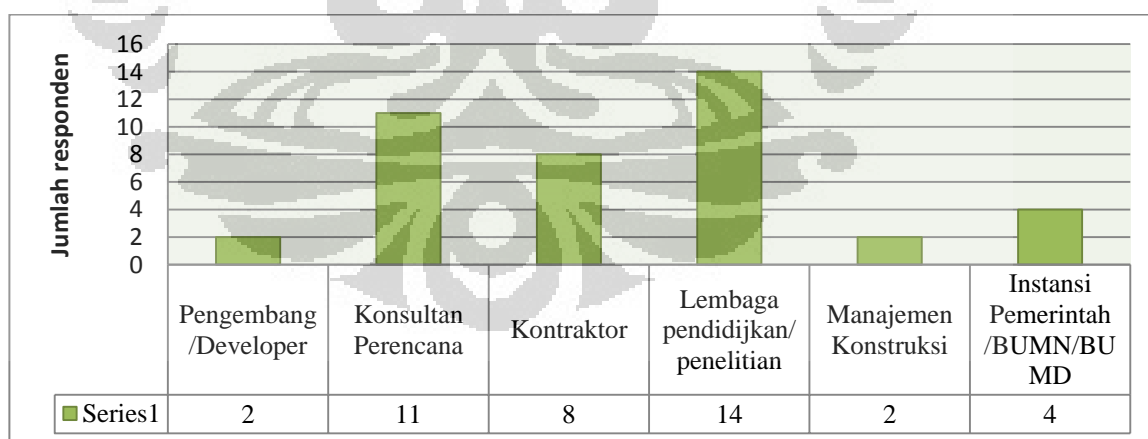 Jumlah responden
16
14
12
10
8
6
4
2
0
Pengembang
/Developer
Konsultan
Perencana
Kontraktor
Lembaga
pendidijkan/
penelitian
Manajemen
Konstruksi
Instansi
Pemerintah
/BUMN/BU
MD
Series1 2 11 8 14 2 4